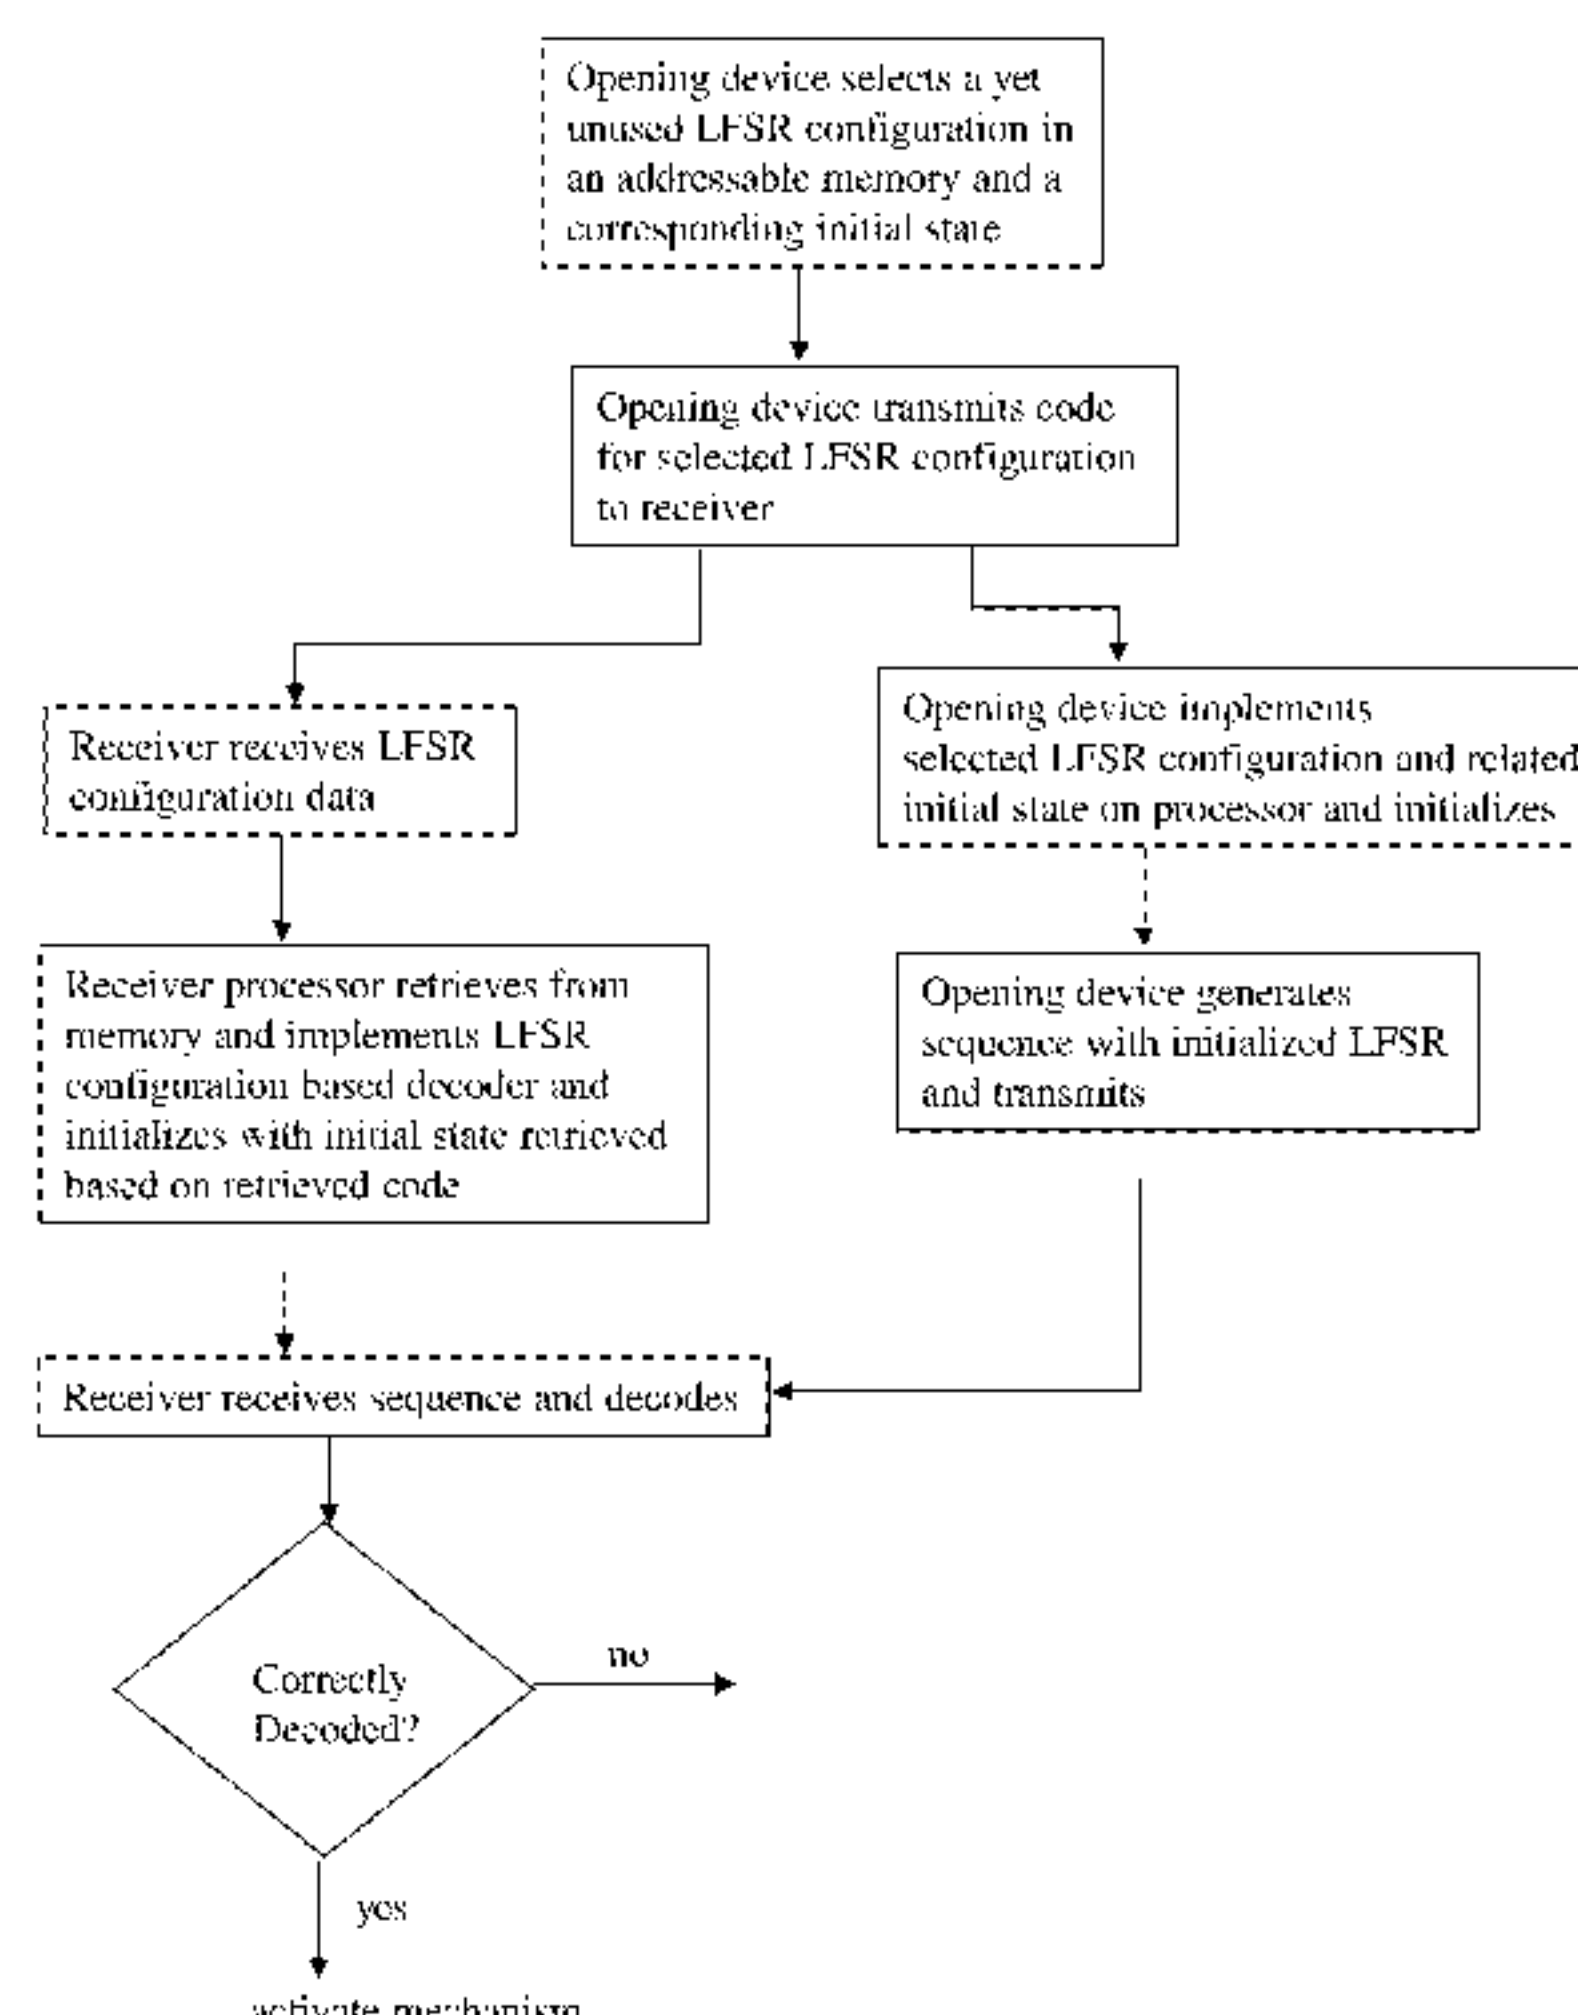 Opening device selects a yet
unused LFSR configuration in
an addressable memory and a
corresponding initial state
Opening device transmits code
for selected LFSR configuration
to receiver
Receiver receives LFSR
configuration data
Opening device implements
selected LFSR configuration and related
initial state on processor and initializes
Receiver processor retrieves from
memory and implements LFSR
configuration based decoder and
initializes with initial state retrieved
based on retrieved code
Opening device generates
sequence with initialized LFSR
and transmits
Receiver receives sequence and decodes
Correctly
Decoded?
no
yes
activate mechanism